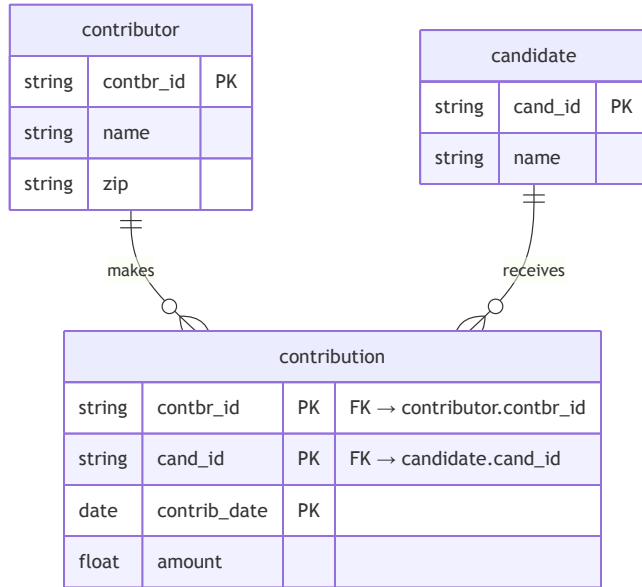 contributor
string contbr_id PK
string name
string zip
candidate
string cand_id PK
string name
makes
receives
contribution
string contbr_id PK FK → contributor.contbr_id
string cand_id PK FK → candidate.cand_id
date contrib_date PK
float amount